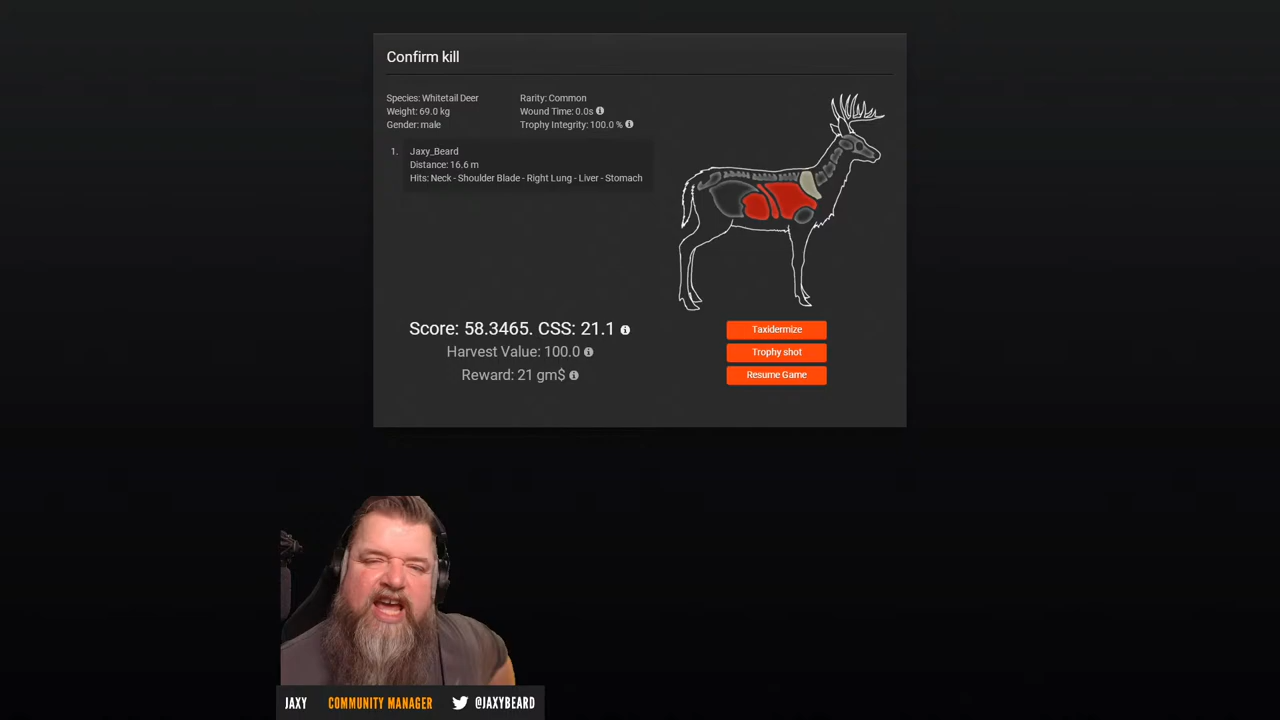 Confirm kill
Species: Whitetail Deer
Weight: 69.0 kg
Gender: male
Rarity: Common
Wound Time: 0.0s
Trophy Integrity: 100.0 %
1. Jaxy_Beard
Distance: 16.6 m
Hits: Neck - Shoulder Blade - Right Lung - Liver - Stomach
Score: 58.3465. CSS: 21.1
Harvest Value: 100.0
Reward: 21 gm$
Taxidermize
Trophy shot
Resume Game
JAXY COMMUNITY MANAGER @JAXYBEARD